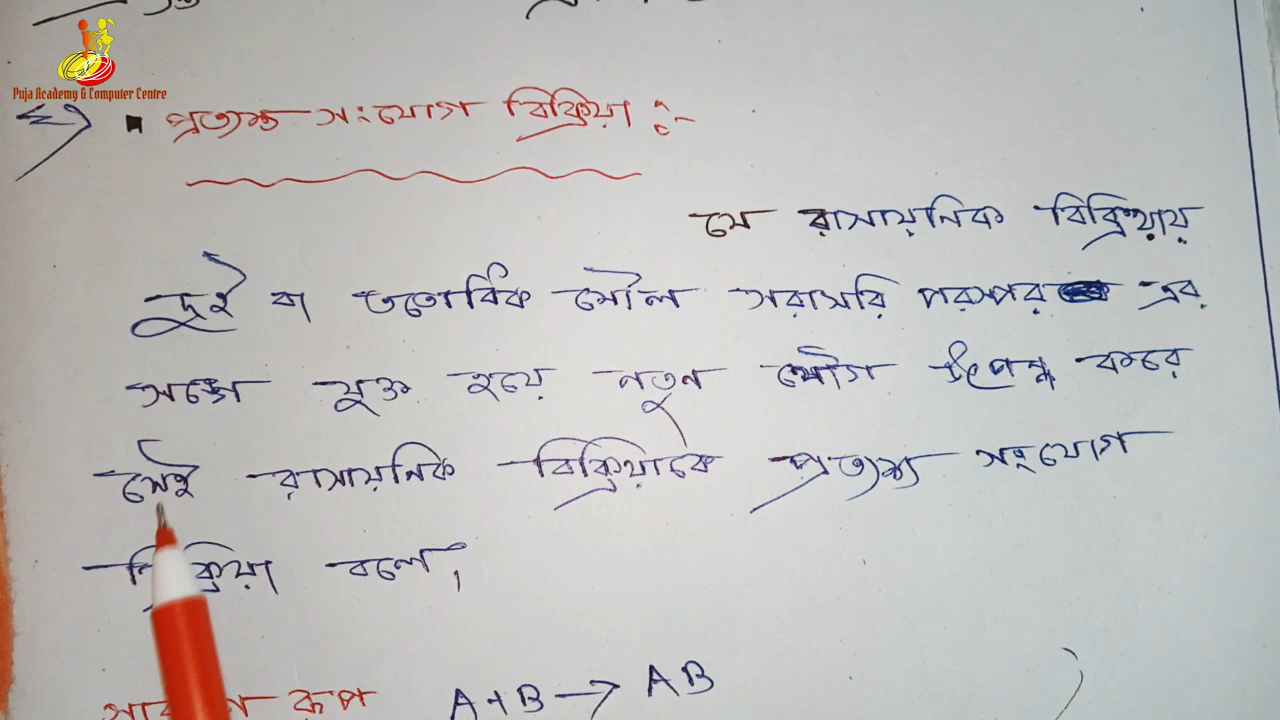 Puja Academy & Computer Centre
■ প্রত্যক্ষ সংযোগ বিক্রিয়া :-
যে রাসায়নিক বিক্রিয়ায়
দুই বা ততোধিক মৌল সরাসরি পরস্পর এর
সঙ্গে যুক্ত হয়ে নতুন যৌগ উৎপন্ন করে
সেই রাসায়নিক বিক্রিয়াকে প্রত্যক্ষ সংযোগ
বিক্রিয়া বলে,
রূপ A+B → AB